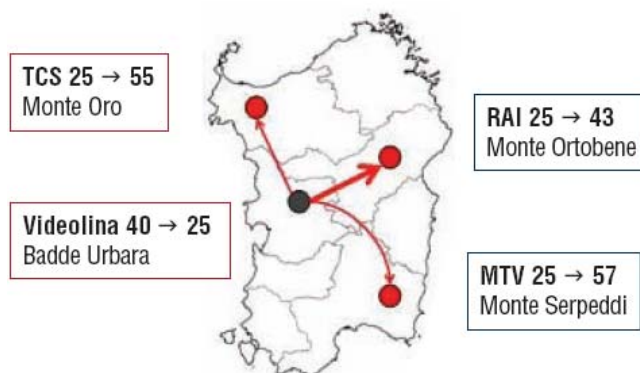 TCS 25 → 55
Monte Oro
RAI 25 → 43
Monte Ortobene
Videolina 40 → 25
Badde Urbara
MTV 25 → 57
Monte Serpeddi